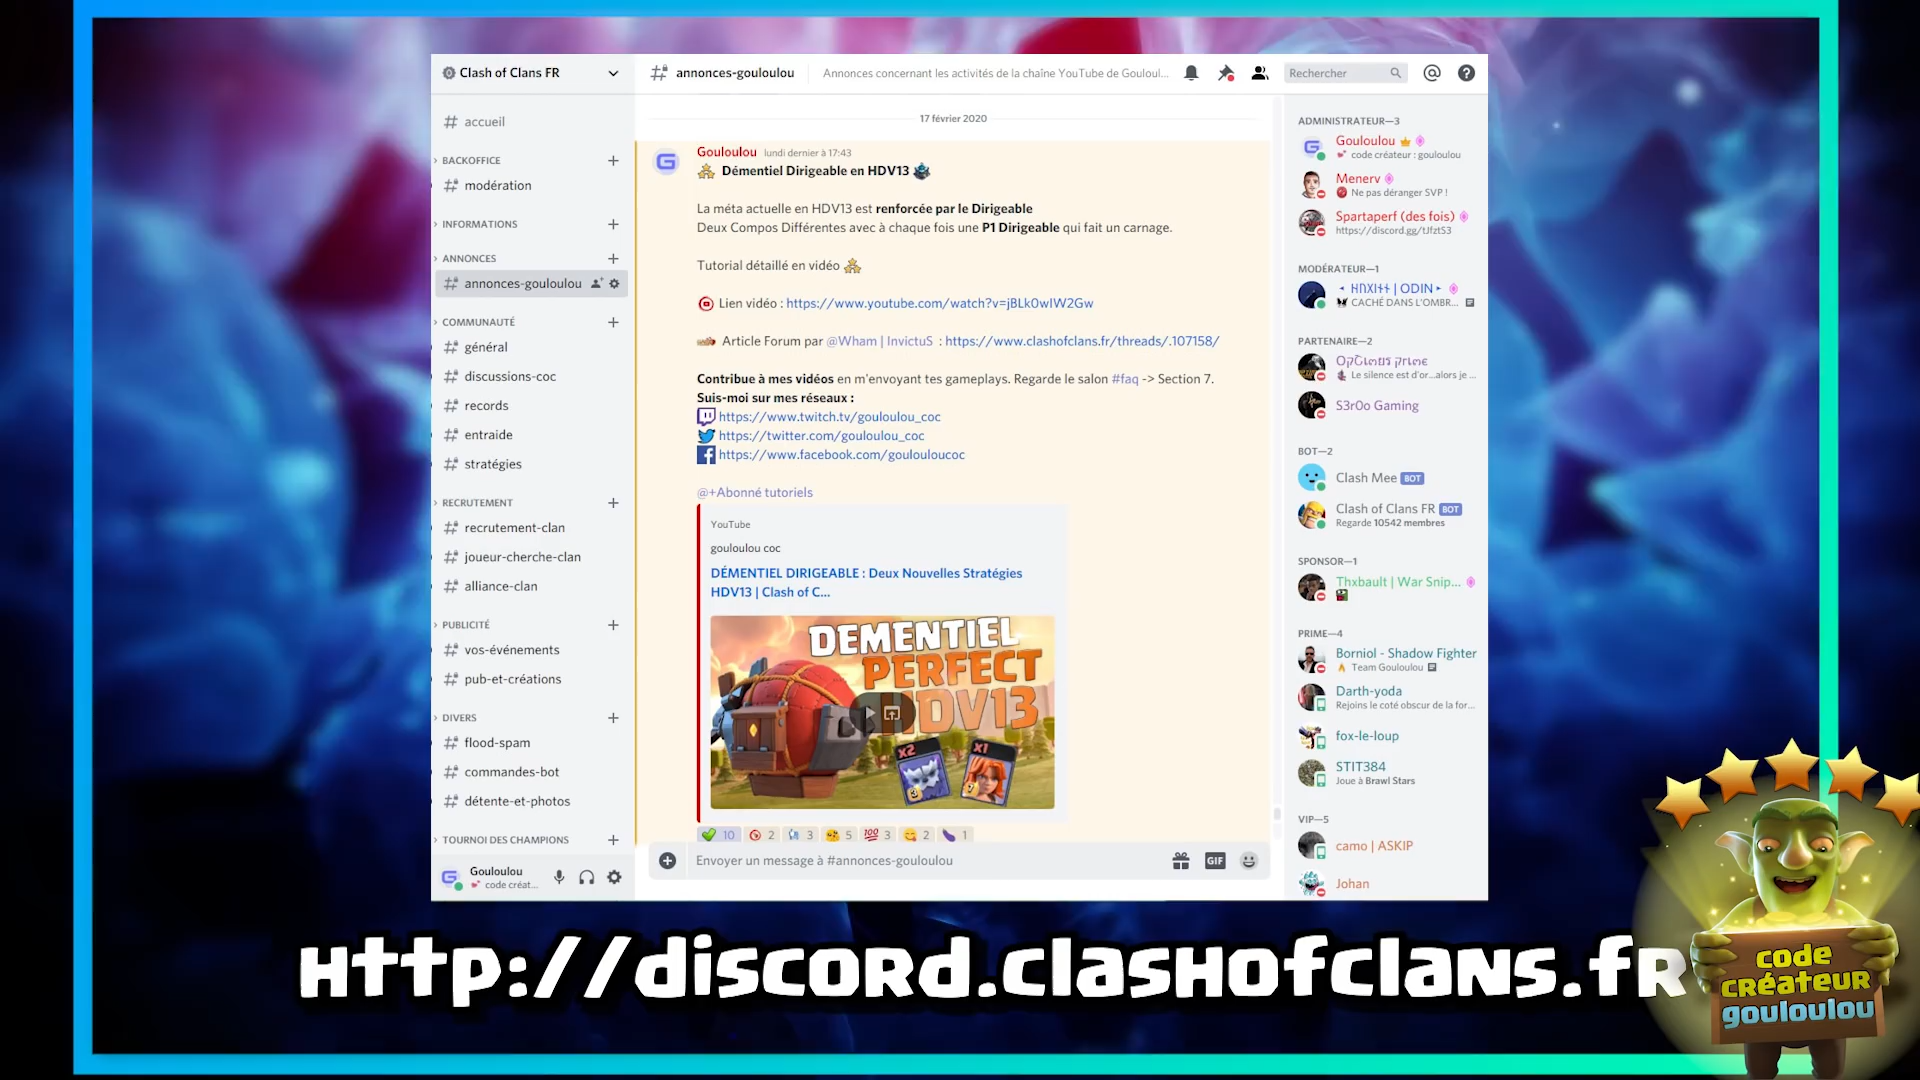 Clash of Clans FR
accueil
BACKOFFICE
modération
INFORMATIONS
ANNONCES
annonces-gouloulou
COMMUNAUTÉ
général
discussions-coc
records
entraide
stratégies
RECRUTEMENT
recrutement-clan
joueur-cherche-clan
alliance-clan
PUBLICITÉ
vos-événements
pub-et-créations
DIVERS
flood-spam
commandes-bot
détente-et-photos
TOURNOI DES CHAMPIONS
Gouloulou
code créat...
annonces-gouloulou
Annonces concernant les activités de la chaîne YouTube de Gouloul...
Rechercher
17 février 2020
Gouloulou lundi dernier à 17:43
Démentiel Dirigeable en HDV13
La méta actuelle en HDV13 est renforcée par le Dirigeable
Deux Compos Différentes avec à chaque fois une P1 Dirigeable qui fait un carnage.
Tutorial détaillé en vidéo
Lien vidéo : https://www.youtube.com/watch?v=jBLk0wIW2Gw
Article Forum par @Wham | InvictuS : https://www.clashofclans.fr/threads/.107158/
Contribue à mes vidéos en m'envoyant tes gameplays. Regarde le salon #faq -> Section 7.
Suis-moi sur mes réseaux :
https://www.twitch.tv/gouloulou_coc
https://twitter.com/gouloulou_coc
https://www.facebook.com/goulouloucoc
@+Abonné tutoriels
YouTube
gouloulou coc
DÉMENTIEL DIRIGEABLE : Deux Nouvelles Stratégies
HDV13 | Clash of C...
DEMENTIEL
PERFECT
HDV13
x2
x1
10 2 3 5 100 3 2 1
Envoyer un message à #annonces-gouloulou
GIF
ADMINISTRATEUR—3
Gouloulou
code créateur : gouloulou
Menerv
Ne pas déranger SVP !
Spartaperf (des fois)
https://discord.gg/tJfztS3
MODÉRATEUR—1
| ODIN
CACHÉ DANS L'OMBR...
PARTENAIRE—2
Le silence est d'or...alors je ...
S3r0o Gaming
BOT—2
Clash Mee BOT
Clash of Clans FR BOT
Regarde 10542 membres
SPONSOR—1
Thxbault | War Snip...
PRIME—4
Borniol - Shadow Fighter
Team Gouloulou
Darth-yoda
Rejoins le coté obscur de la for...
fox-le-loup
STIT384
Joue à Brawl Stars
VIP—5
camo | ASKIP
Johan
http://discord.clashofclans.fr
code
créateur
gouloulou